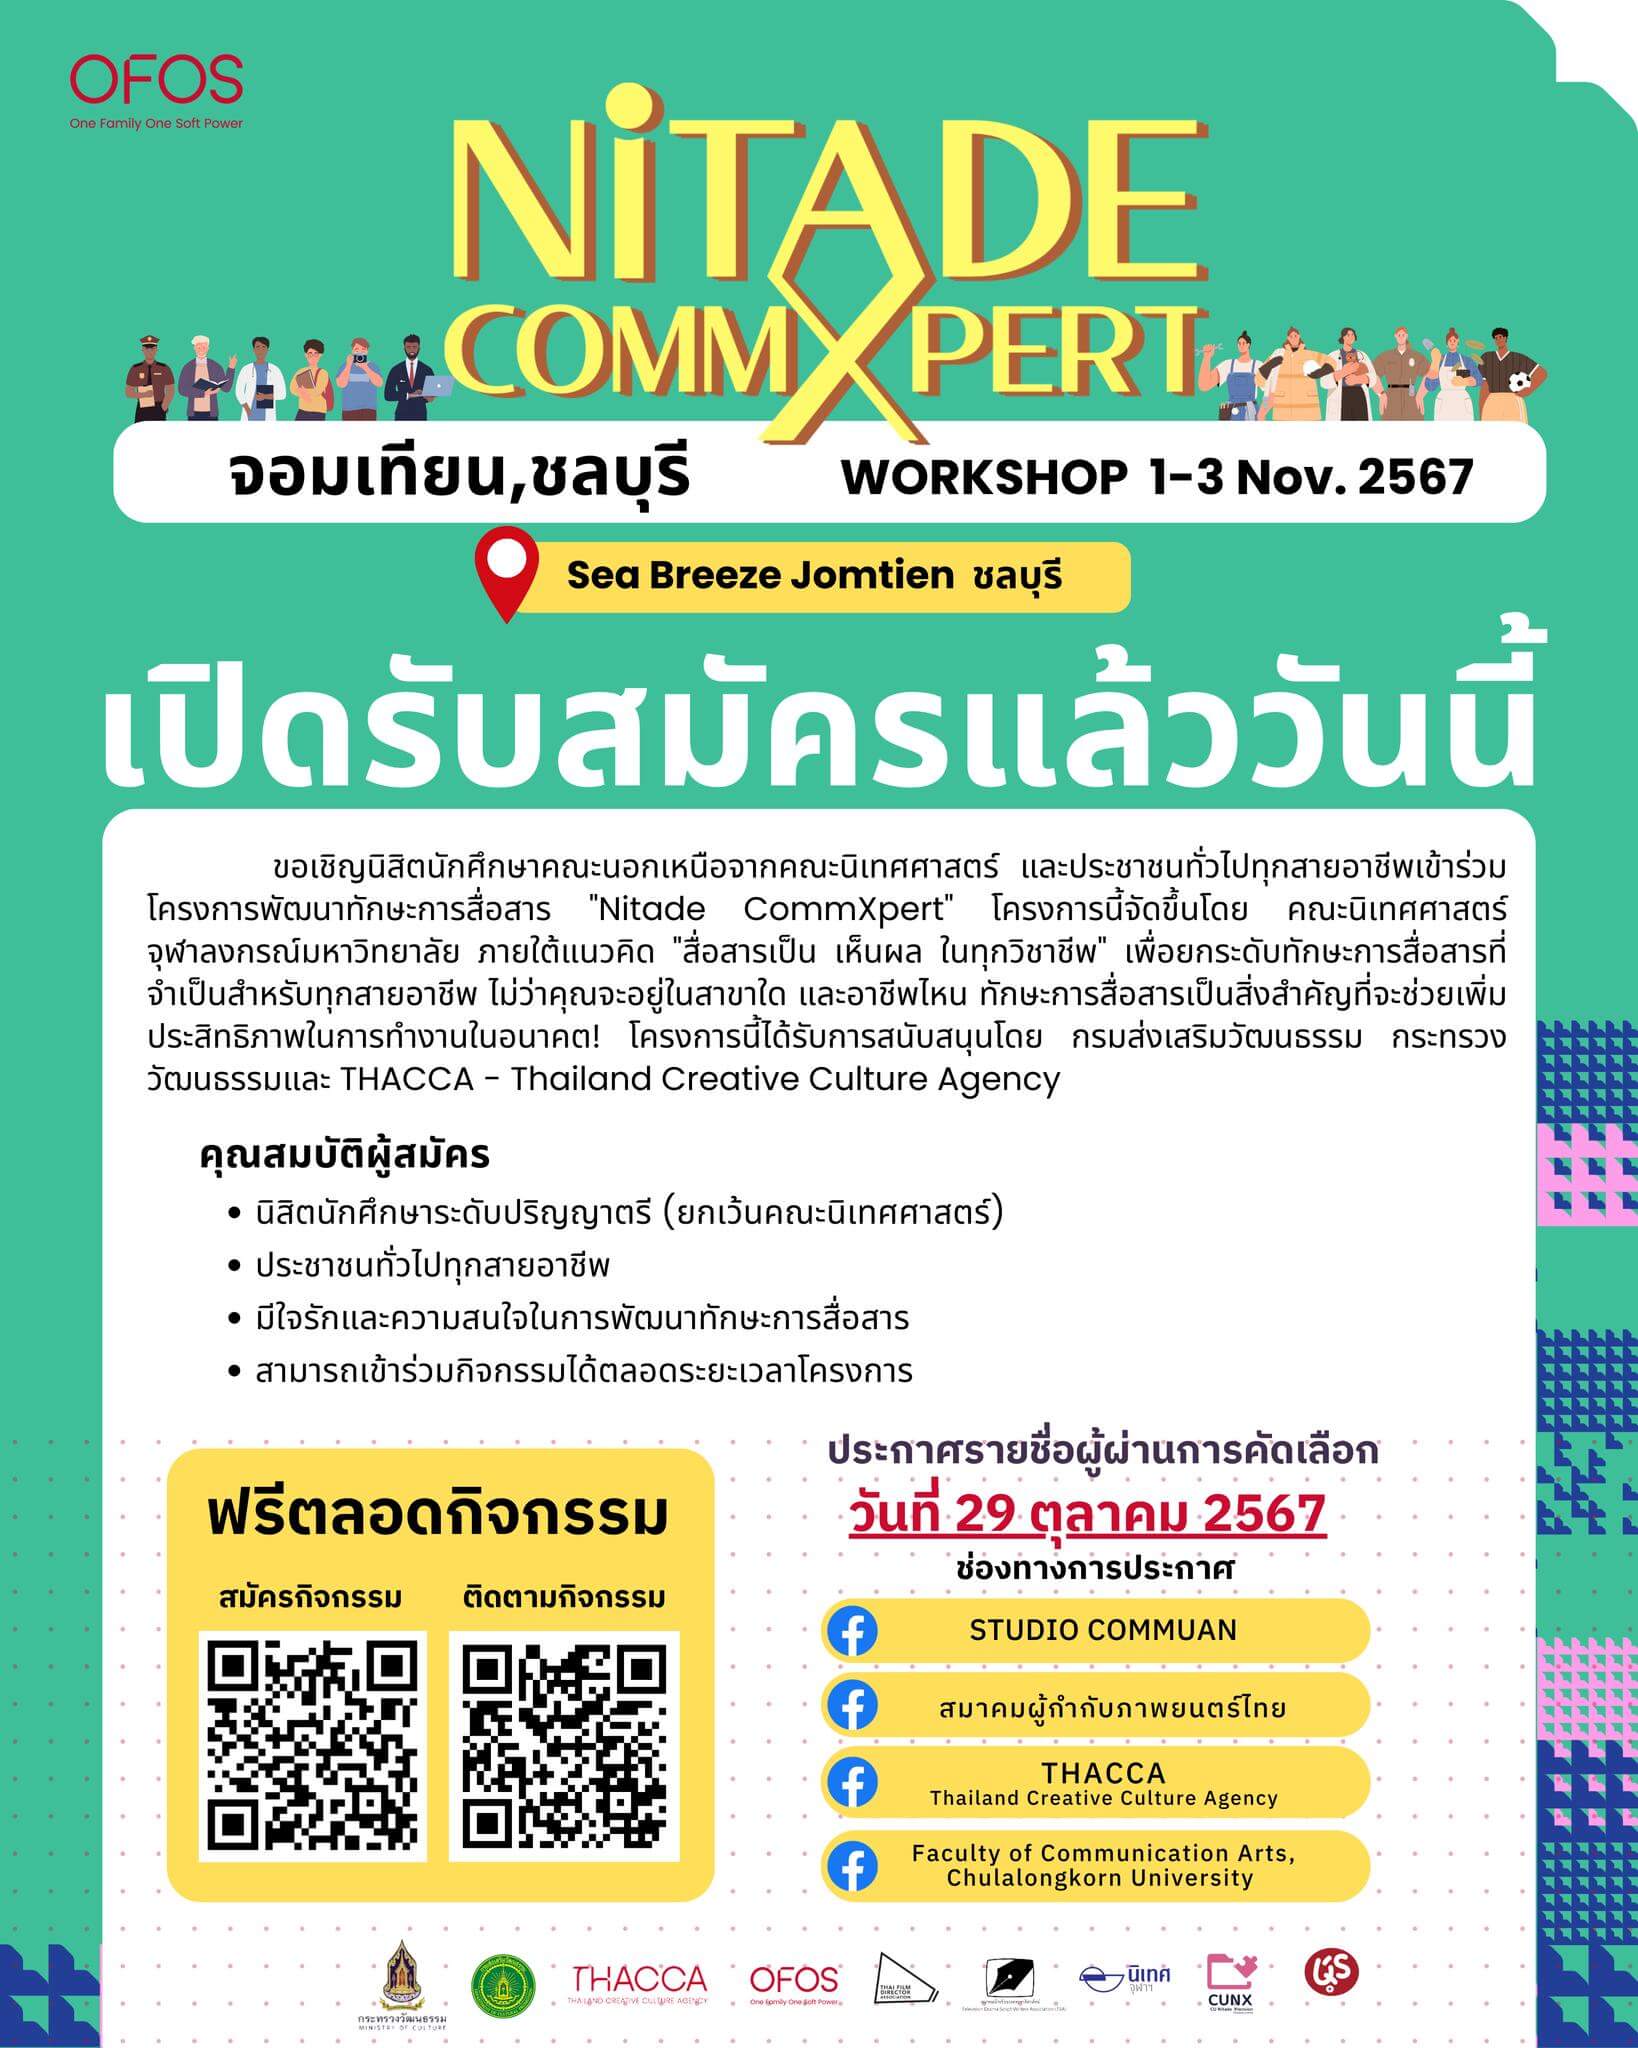 OFOS
One Family One Soft Power
NiTADE
COMMXPERT
จอมเทียน,ชลบุรี
WORKSHOP 1-3 Nov. 2567
Sea Breeze Jomtien ชลบุรี
เปิดรับสมัครแล้ววันนี้
ขอเชิญนิสิตนักศึกษาคณะนอกเหนือจากคณะนิเทศศาสตร์ และประชาชนทั่วไปทุกสายอาชีพเข้าร่วม
โครงการพัฒนาทักษะการสื่อสาร "Nitade CommXpert" โครงการนี้จัดขึ้นโดย คณะนิเทศศาสตร์
จุฬาลงกรณ์มหาวิทยาลัย ภายใต้แนวคิด "สื่อสารเป็น เห็นผล ในทุกวิชาชีพ" เพื่อยกระดับทักษะการสื่อสารที่
จำเป็นสำหรับทุกสายอาชีพ ไม่ว่าคุณจะอยู่ในสาขาใด และอาชีพไหน ทักษะการสื่อสารเป็นสิ่งสำคัญที่จะช่วยเพิ่ม
ประสิทธิภาพในการทำงานในอนาคต! โครงการนี้ได้รับการสนับสนุนโดย กรมส่งเสริมวัฒนธรรม กระทรวง
วัฒนธรรมและ THACCA - Thailand Creative Culture Agency
คุณสมบัติผู้สมัคร
• นิสิตนักศึกษาระดับปริญญาตรี (ยกเว้นคณะนิเทศศาสตร์)
• ประชาชนทั่วไปทุกสายอาชีพ
• มีใจรักและความสนใจในการพัฒนาทักษะการสื่อสาร
• สามารถเข้าร่วมกิจกรรมได้ตลอดระยะเวลาโครงการ
ฟรีตลอดกิจกรรม
สมัครกิจกรรม
ติดตามกิจกรรม
ประกาศรายชื่อผู้ผ่านการคัดเลือก
วันที่ 29 ตุลาคม 2567
ช่องทางการประกาศ
STUDIO COMMUAN
สมาคมผู้กำกับภาพยนตร์ไทย
THACCA
Thailand Creative Culture Agency
Faculty of Communication Arts,
Chulalongkorn University
กระทรวงวัฒนธรรม
MINISTRY OF CULTURE
THACCA
THAILAND CREATIVE CULTURE AGENCY
OFOS
One Family One Soft Power
THAI FILM
DIRECTOR
ASSOCIATION
นิเทศ
จุฬาฯ
CUNX